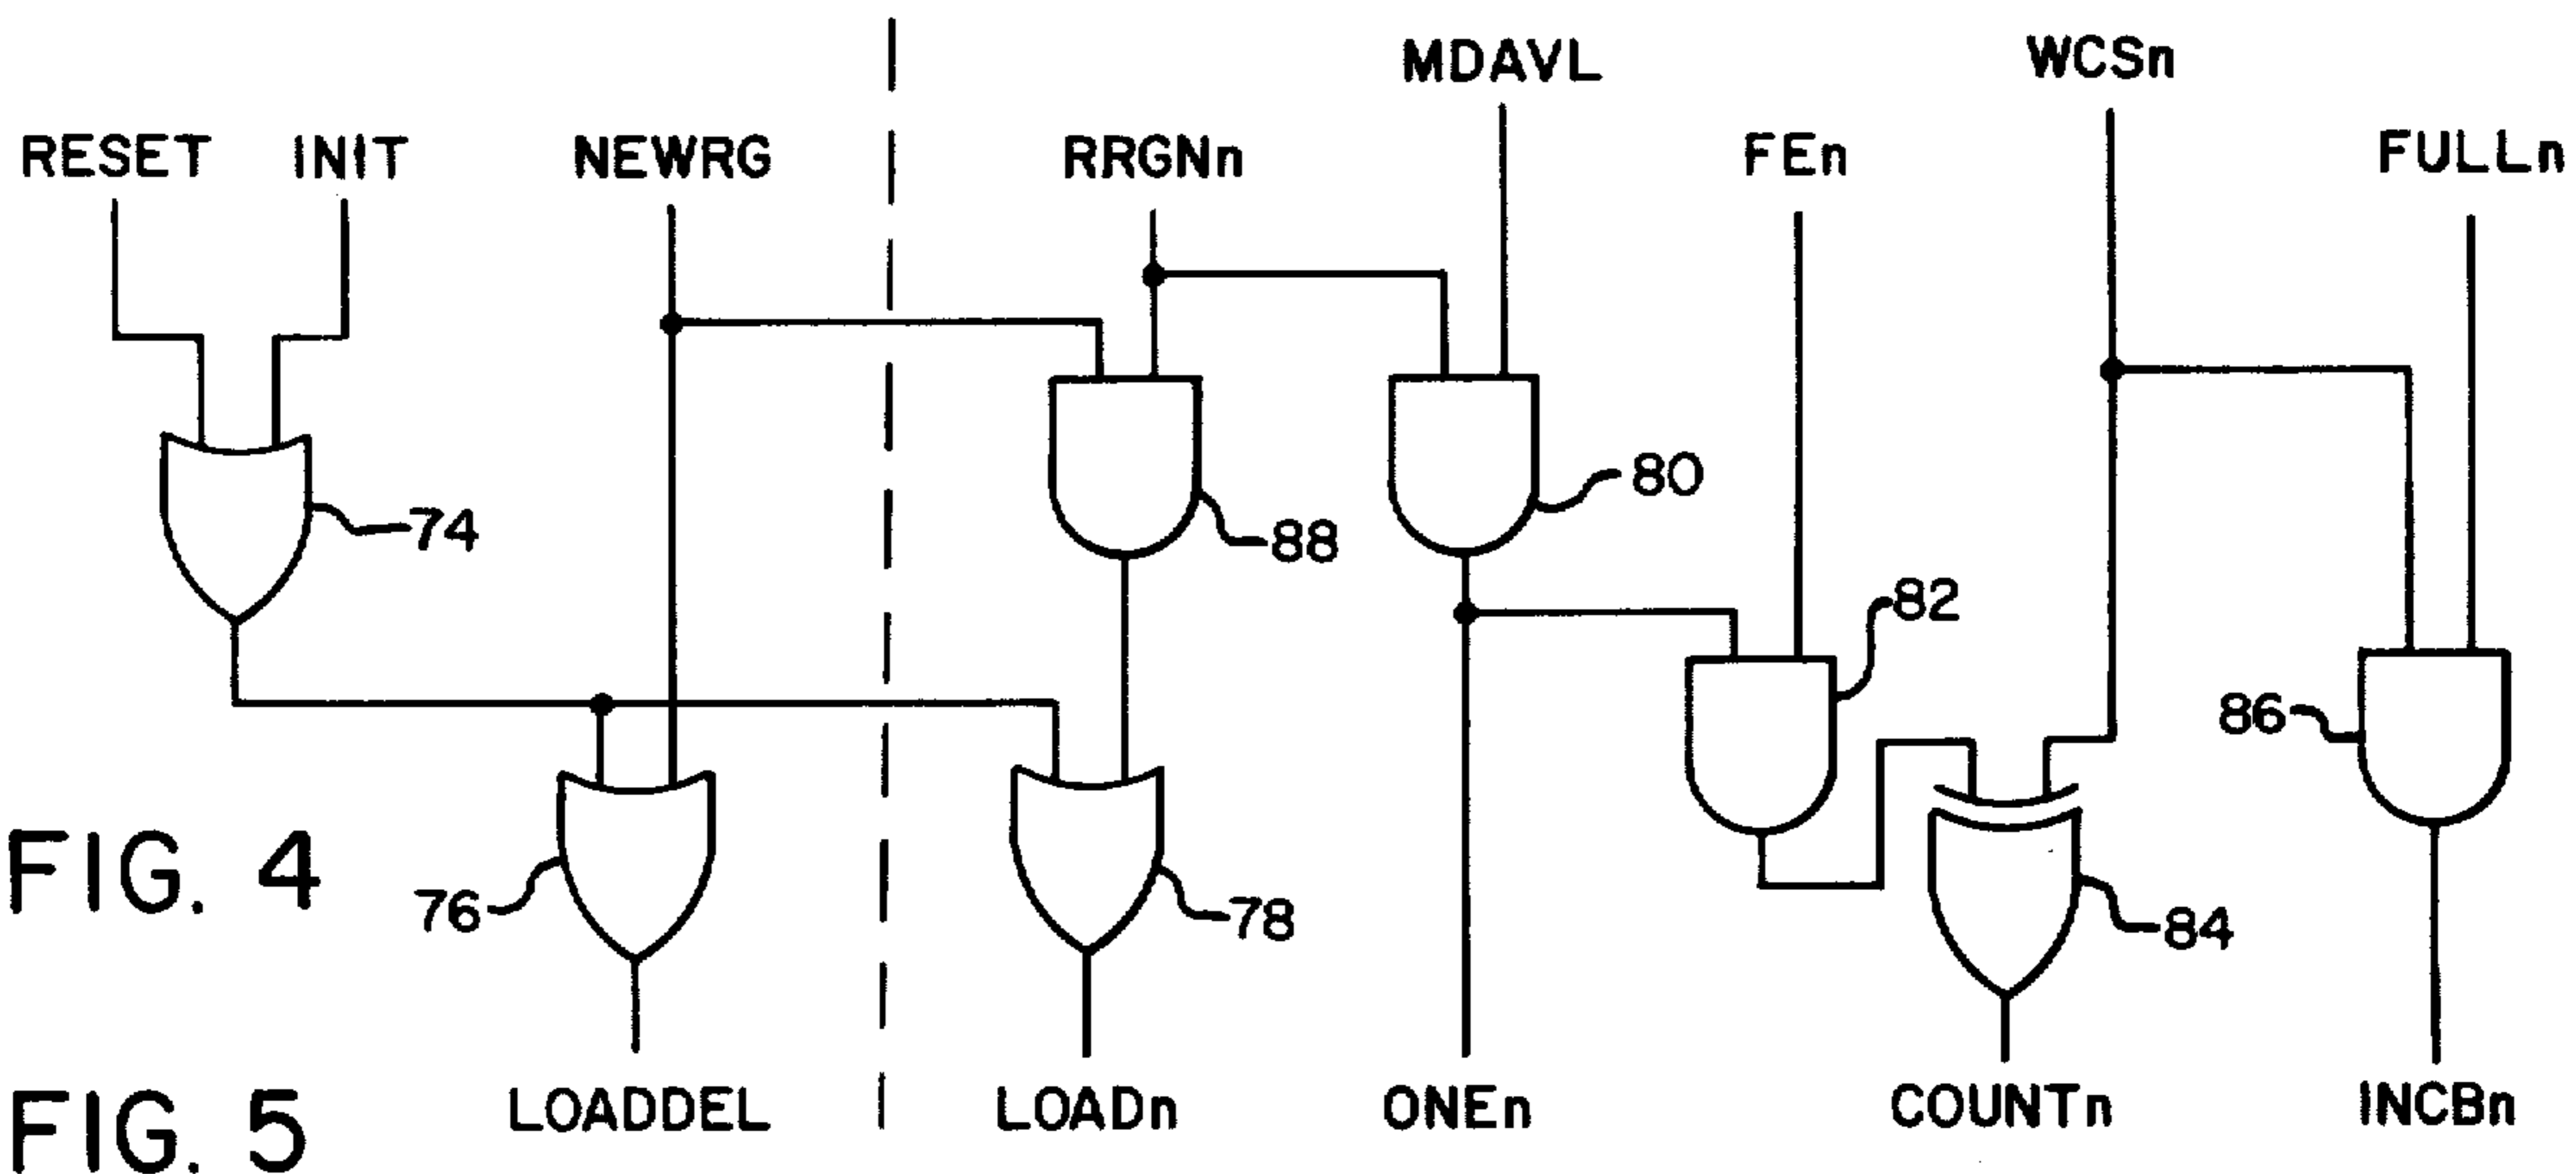 MDAVL
WCSn
RESET
INIT
NEWRG
RRGNn
FEn
FULLn
80
74
88
82
86
76
78
84
FIG. 4
LOADDEL
LOADn
ONEn
COUNTn
INCBn
FIG. 5